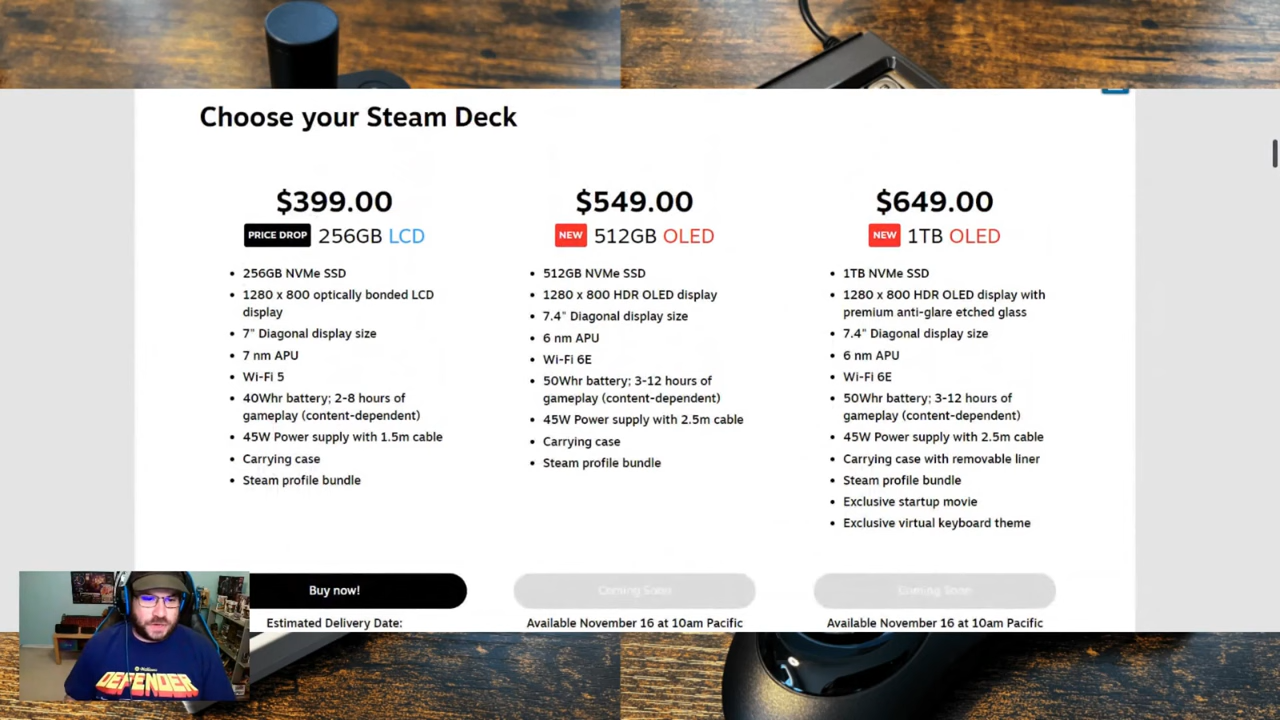 Choose your Steam Deck
$399.00
PRICE DROP 256GB LCD
256GB NVMe SSD
1280 x 800 optically bonded LCD
display
7" Diagonal display size
7 nm APU
Wi-Fi 5
40Whr battery; 2-8 hours of
gameplay (content-dependent)
45W Power supply with 1.5m cable
Carrying case
Steam profile bundle
Buy now!
Estimated Delivery Date:
$549.00
NEW 512GB OLED
512GB NVMe SSD
1280 x 800 HDR OLED display
7.4" Diagonal display size
6 nm APU
Wi-Fi 6E
50Whr battery; 3-12 hours of
gameplay (content-dependent)
45W Power supply with 2.5m cable
Carrying case
Steam profile bundle
Coming Soon!
Available November 16 at 10am Pacific
$649.00
NEW 1TB OLED
1TB NVMe SSD
1280 x 800 HDR OLED display with
premium anti-glare etched glass
7.4" Diagonal display size
6 nm APU
Wi-Fi 6E
50Whr battery; 3-12 hours of
gameplay (content-dependent)
45W Power supply with 2.5m cable
Carrying case with removable liner
Steam profile bundle
Exclusive startup movie
Exclusive virtual keyboard theme
Coming Soon!
Available November 16 at 10am Pacific
DEFENDER